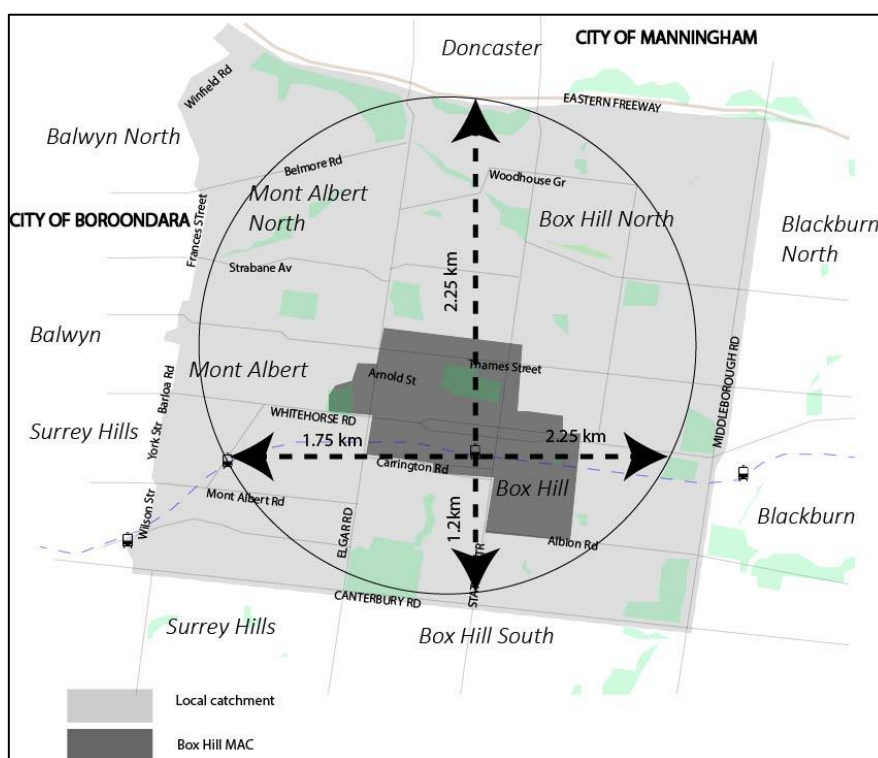 Doncaster
CITY OF MANNINGHAM
Winfield Rd
EASTERN FREEWAY
Balwyn North
Belmore Rd
Woodhouse Gr
Mont Albert
North
Box Hill North
CITY OF BOROONDARA
Frances STreet
Blackburn
North
Strabane Av
2.25 km
Balwyn
Thames Street
Mont Albert
Arnold St
MIDDLEBOROUGH RD
Barloa Rd
WHITEHORSE RD
Surrey Hills
York Str
1.75 km
2.25 km
Carrington Rd
Box Hill
Mont Albert Rd
Wilson Str
1.2km
ELGAR RD
Blackburn
Albion Rd
CANTERBURY RD
Surrey Hills
Box Hill South
Local catchment
Box Hill MAC